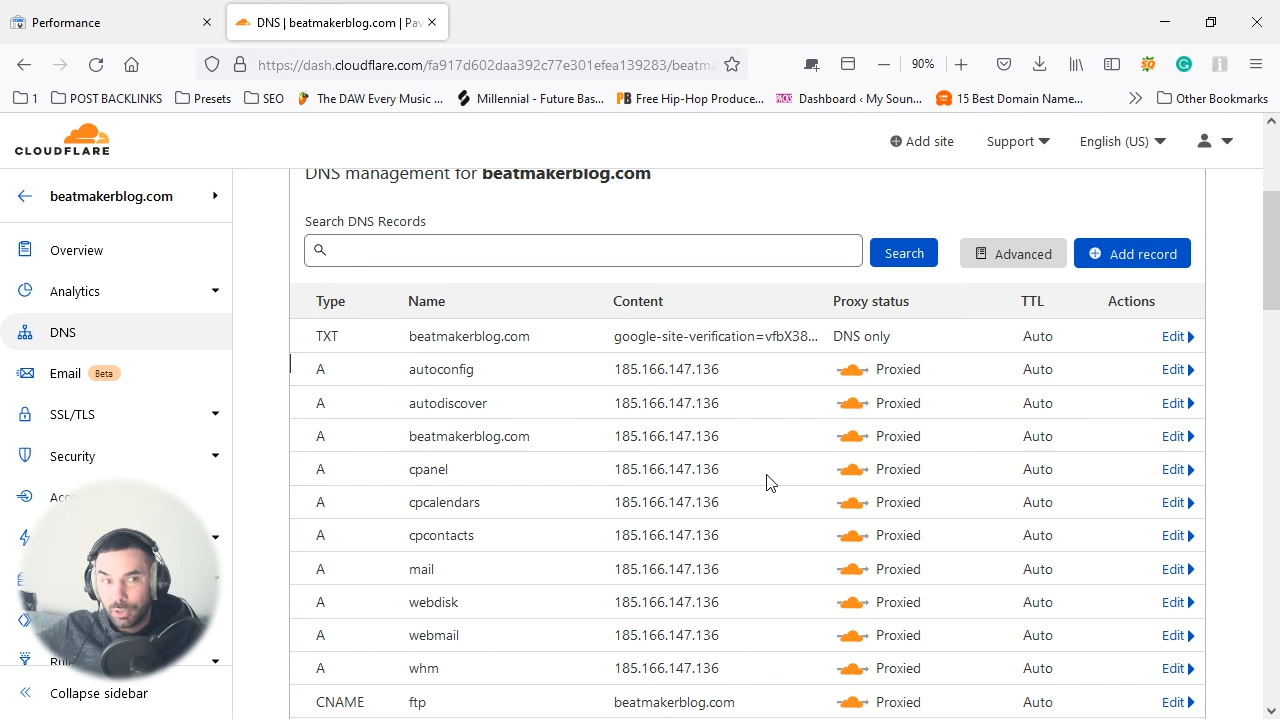 Performance
DNS | beatmakerblog.com | Pav
https://dash.cloudflare.com/fa917d602daa392c77e301efea139283/beatma
90%
1
POST BACKLINKS
Presets
SEO
The DAW Every Music ...
Millennial - Future Bas...
Free Hip-Hop Produce...
Dashboard ‹ My Soun...
15 Best Domain Name...
Other Bookmarks
CLOUDFLARE
Add site
Support
English (US)
beatmakerblog.com
Overview
Analytics
DNS
Email Beta
SSL/TLS
Security
Collapse sidebar
DNS management for beatmakerblog.com
Search DNS Records
Search
Advanced
Add record
Type Name Content Proxy status TTL Actions
TXT beatmakerblog.com google-site-verification=vfbX38... DNS only Auto Edit
A autoconfig 185.166.147.136 Proxied Auto Edit
A autodiscover 185.166.147.136 Proxied Auto Edit
A beatmakerblog.com 185.166.147.136 Proxied Auto Edit
A cpanel 185.166.147.136 Proxied Auto Edit
A cpcalendars 185.166.147.136 Proxied Auto Edit
A cpcontacts 185.166.147.136 Proxied Auto Edit
A mail 185.166.147.136 Proxied Auto Edit
A webdisk 185.166.147.136 Proxied Auto Edit
A webmail 185.166.147.136 Proxied Auto Edit
A whm 185.166.147.136 Proxied Auto Edit
CNAME ftp beatmakerblog.com Proxied Auto Edit